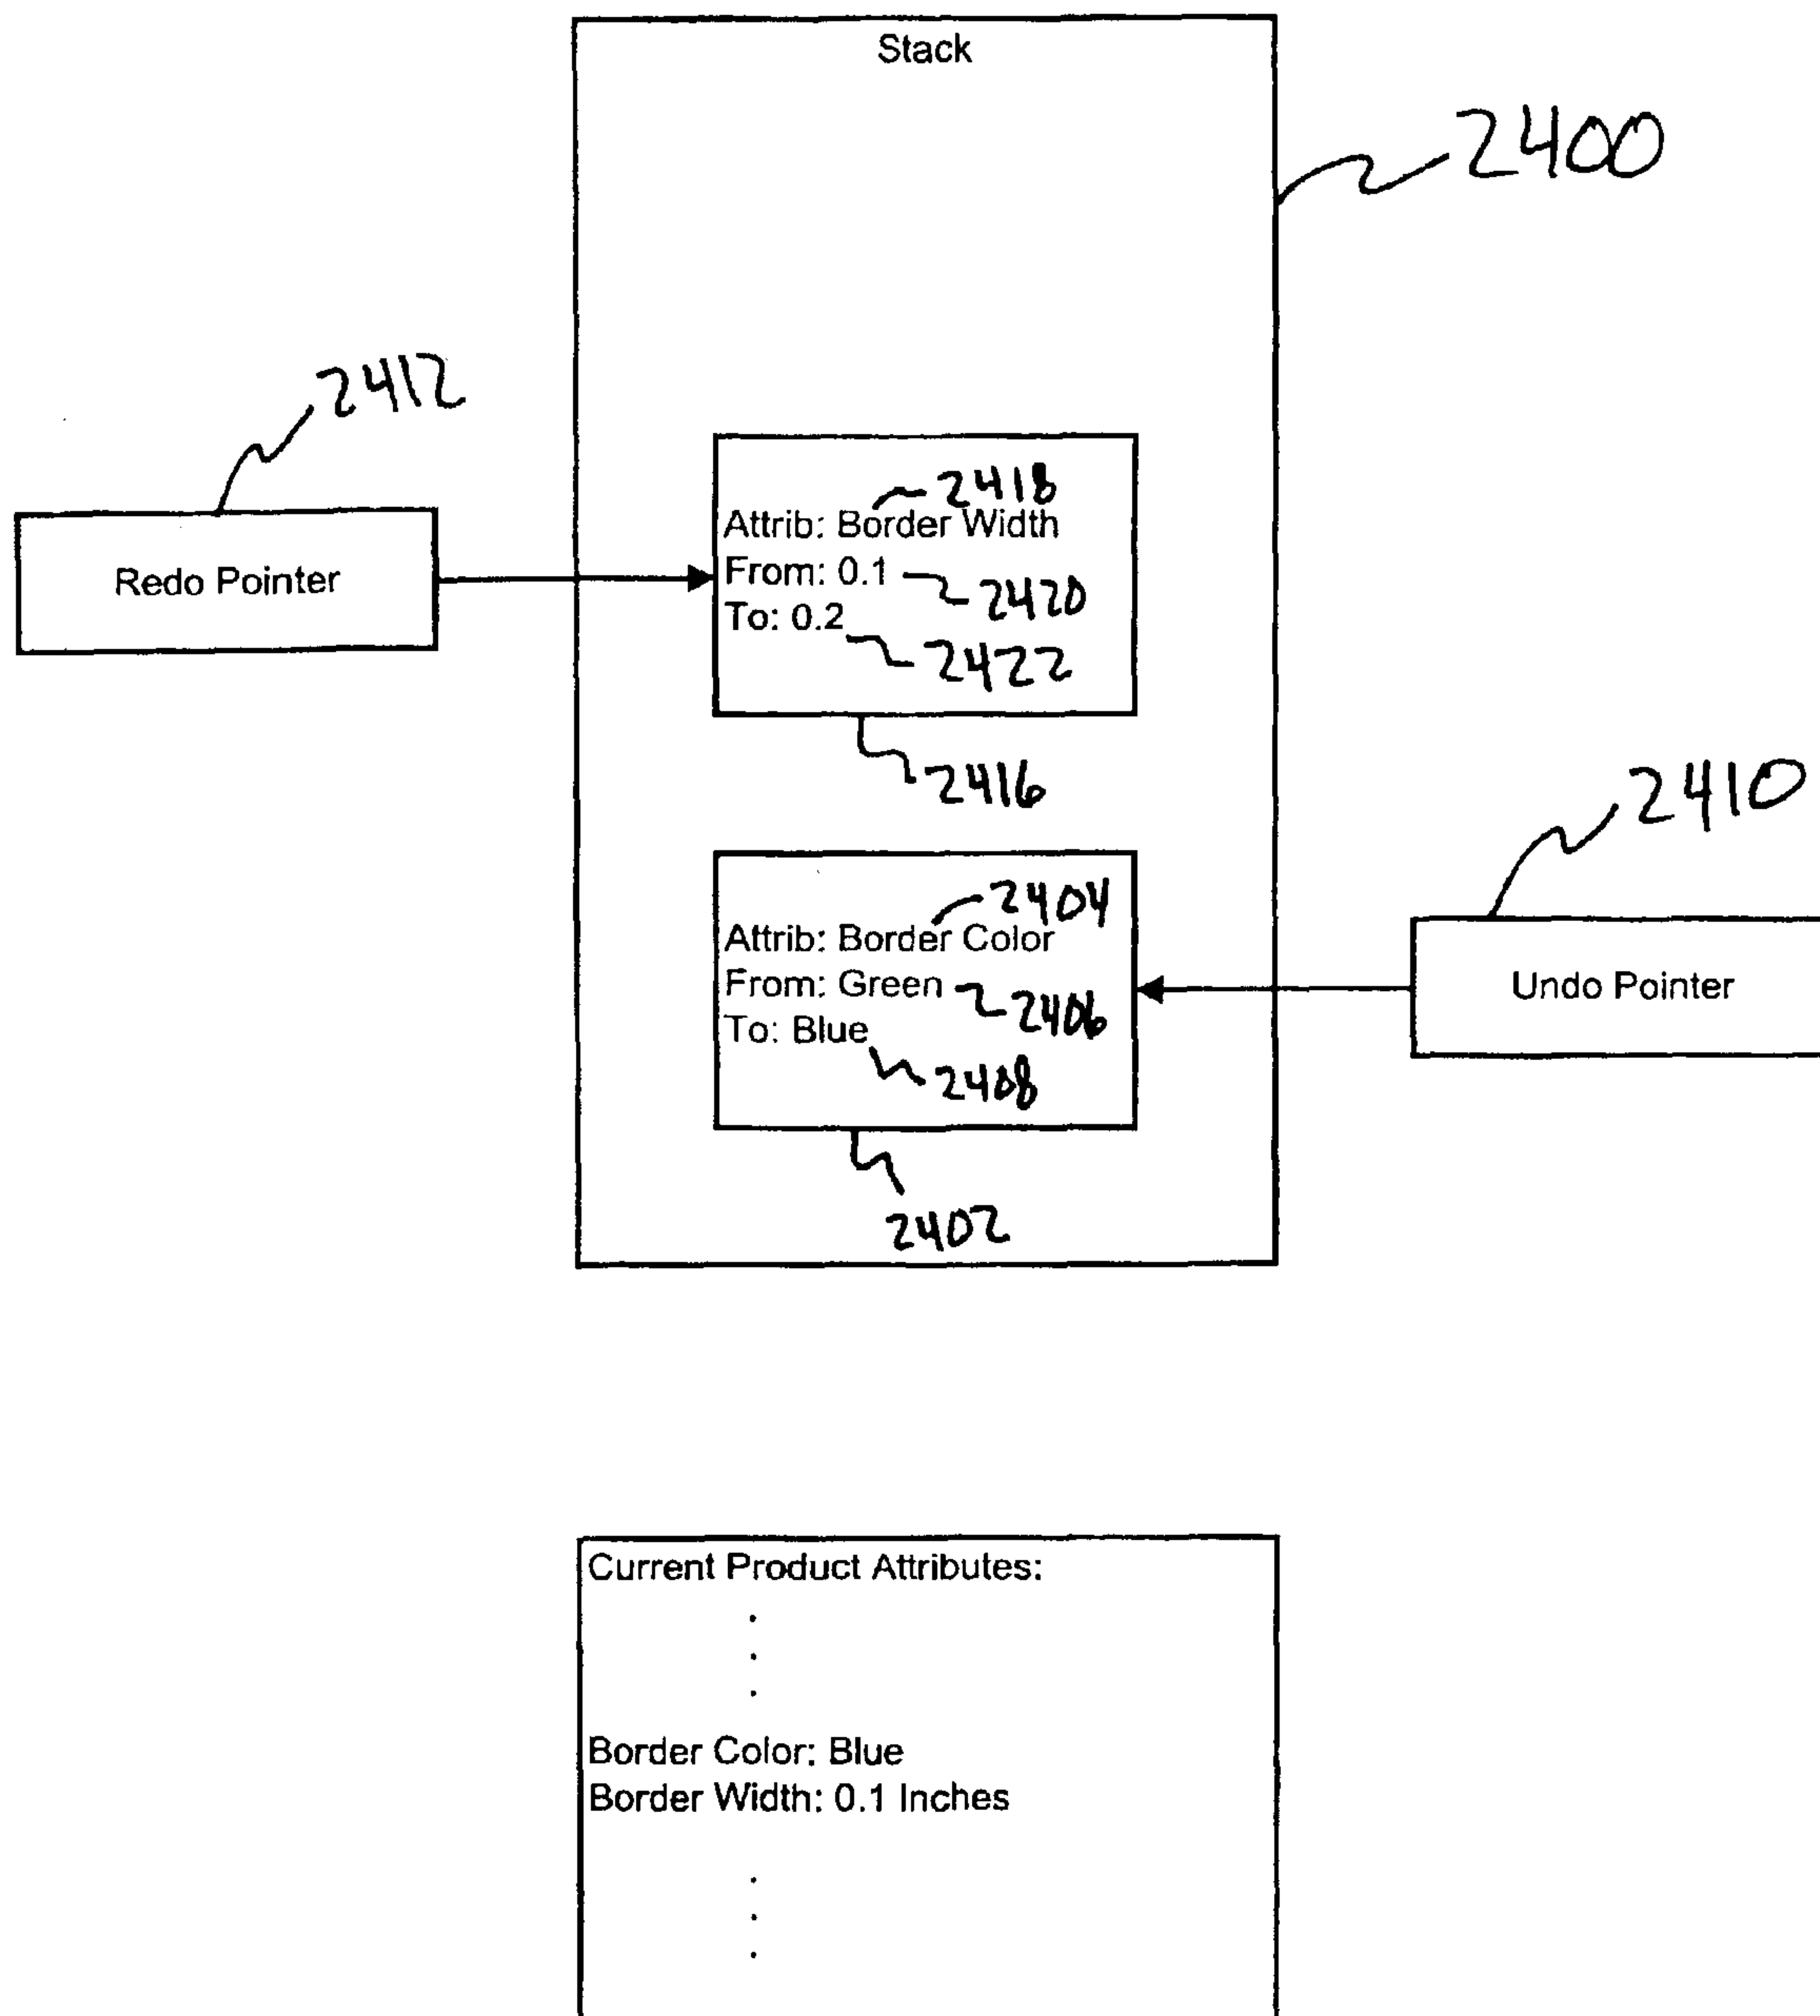 Stack
2400
2412
Redo Pointer
2418
Attrib: Border Width
From: 0.1
2420
To: 0.2
2422
2416
2410
2404
Attrib: Border Color
From: Green
2406
To: Blue
2408
Undo Pointer
2402
Current Product Attributes:
.
.
.
Border Color: Blue
Border Width: 0.1 Inches
.
.
.